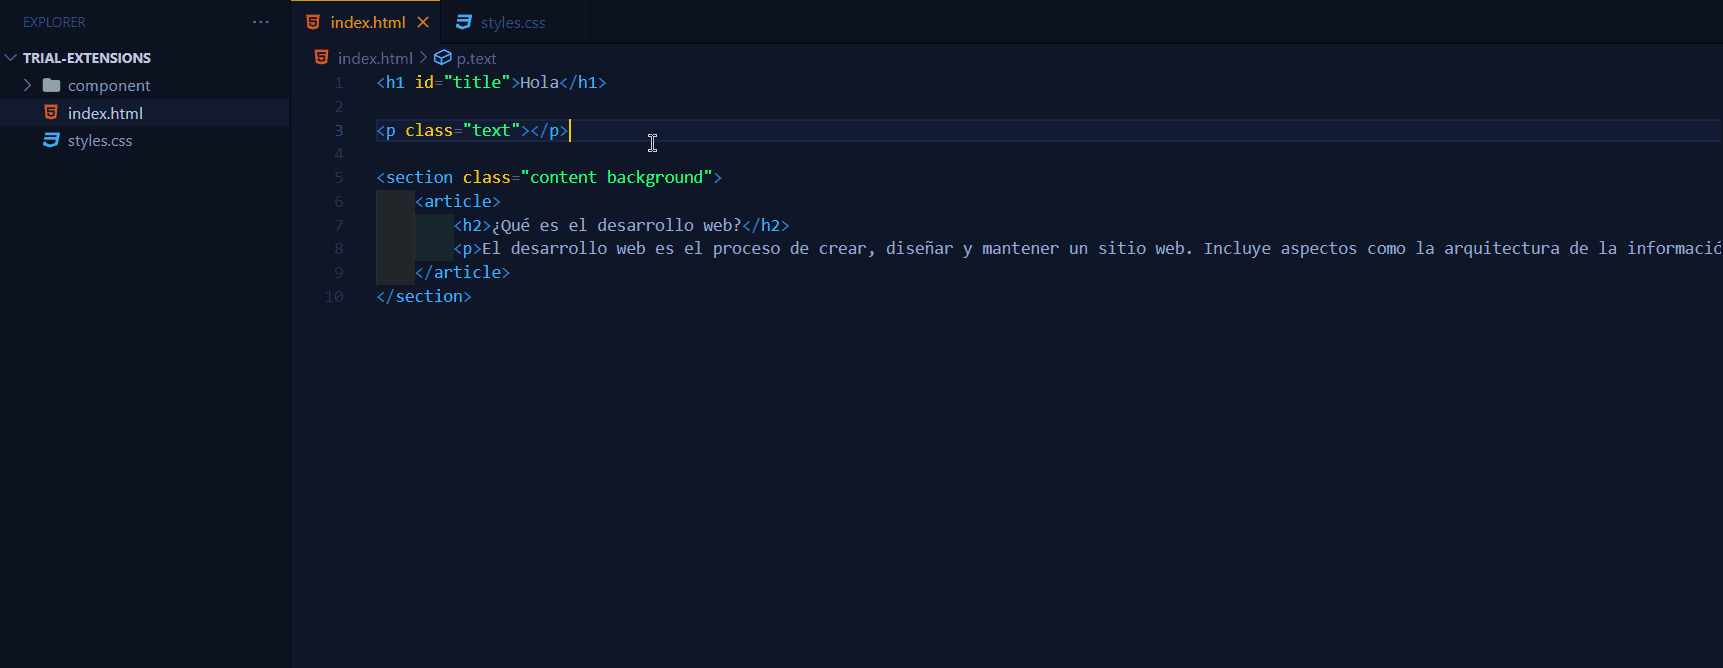 EXPLORER ...
TRIAL-EXTENSIONS
component
index.html
styles.css
index.html
styles.css
index.html > p.text
1 <h1 id="title">Hola</h1>
2
3 <p class="text"></p>
4
5 <section class="content background">
6 <article>
7 <h2>¿Qué es el desarrollo web?</h2>
8 <p>El desarrollo web es el proceso de crear, diseñar y mantener un sitio web. Incluye aspectos como la arquitectura de la informació
9 </article>
10 </section>